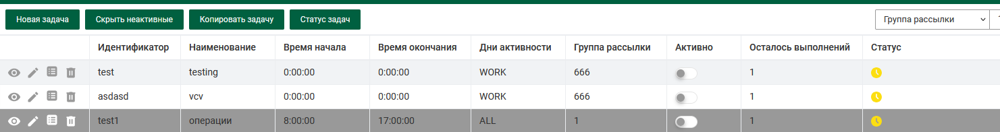 Новая задача Скрыть неактивные Копировать задачу Статус задач Группа рассылки
Идентификатор Наименование Время начала Время окончания Дни активности Группа рассылки Активно Осталось выполнений Статус
test testing 0:00:00 0:00:00 WORK 666 1
asdasd vcv 0:00:00 0:00:00 WORK 666 1
test1 операции 8:00:00 17:00:00 ALL 1 1